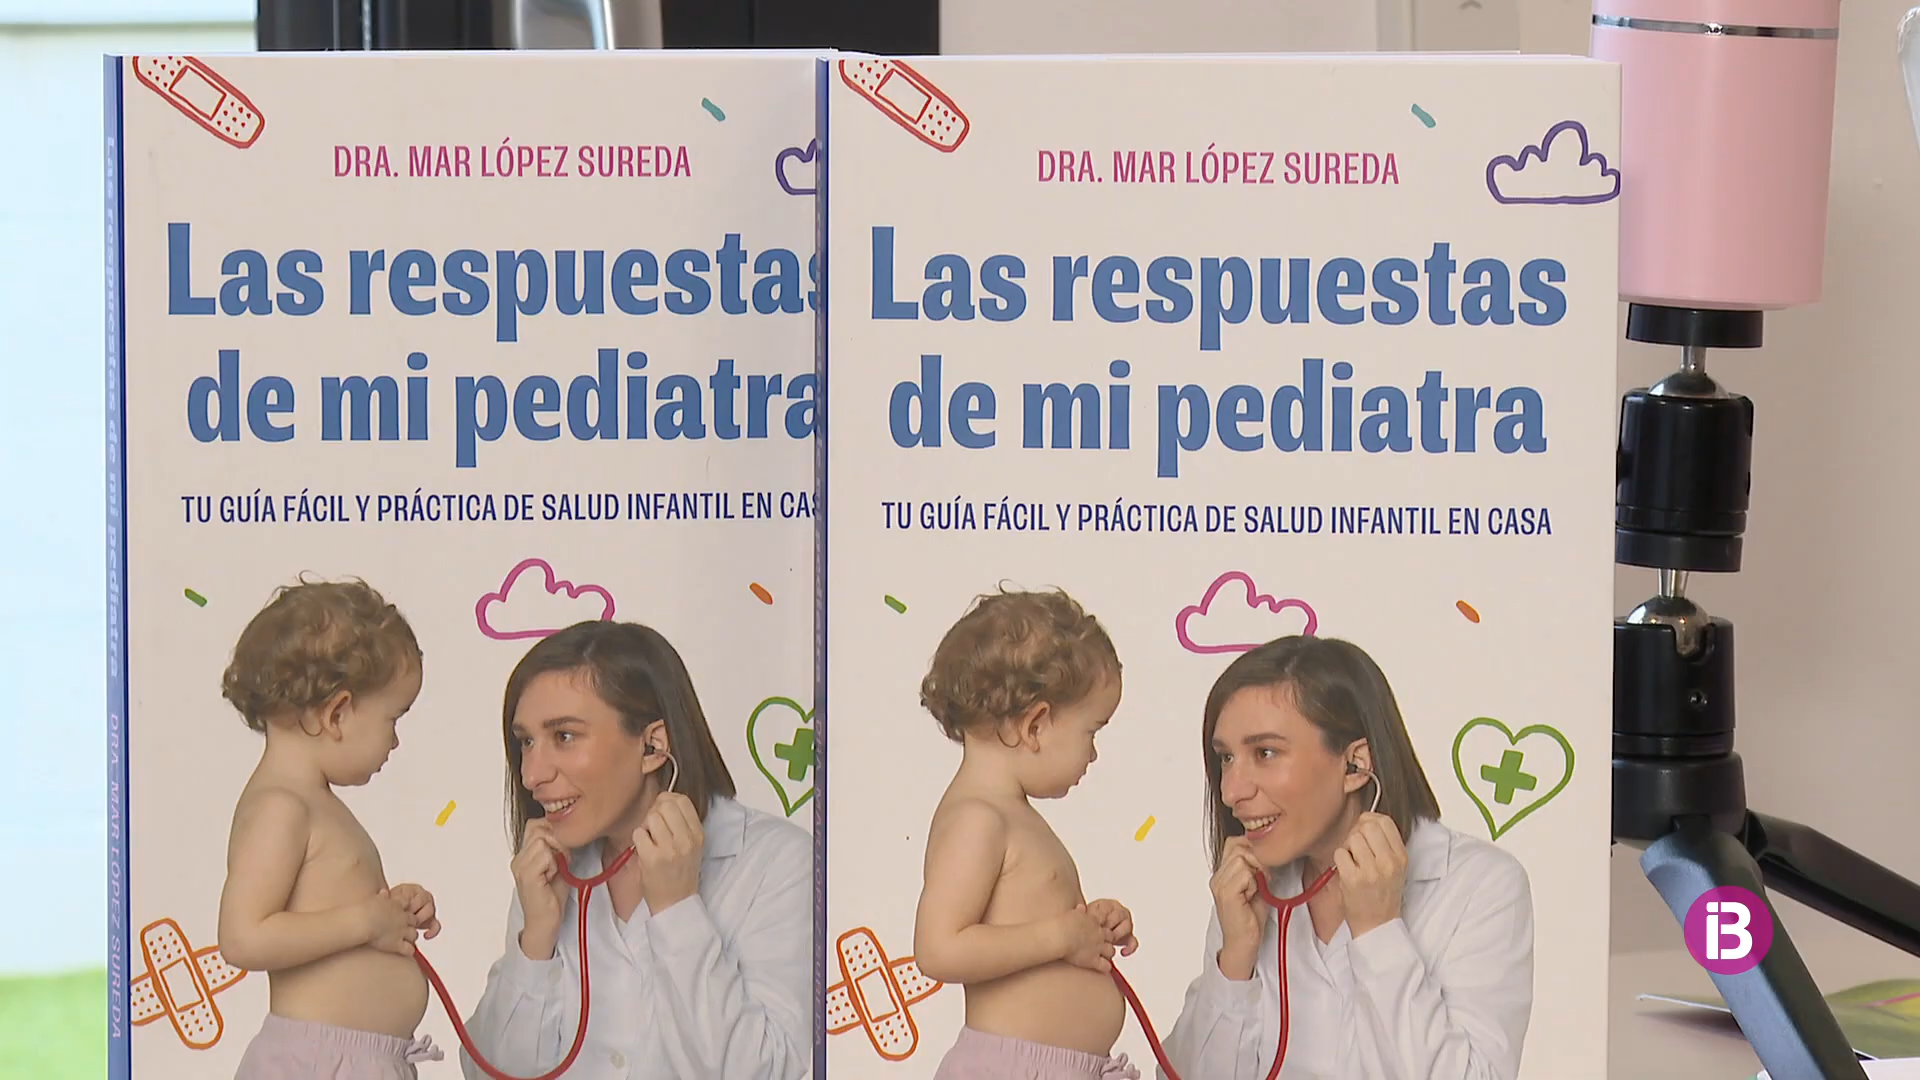 DRA. MAR LÓPEZ SUREDA
Las respuestas
de mi pediatra
TU GUÍA FÁCIL Y PRÁCTICA DE SALUD INFANTIL EN CAS
Las respuestas de mi pediatra DRA. MAR LÓPEZ SUREDA
DRA. MAR LÓPEZ SUREDA
Las respuestas
de mi pediatra
TU GUÍA FÁCIL Y PRÁCTICA DE SALUD INFANTIL EN CASA
IB